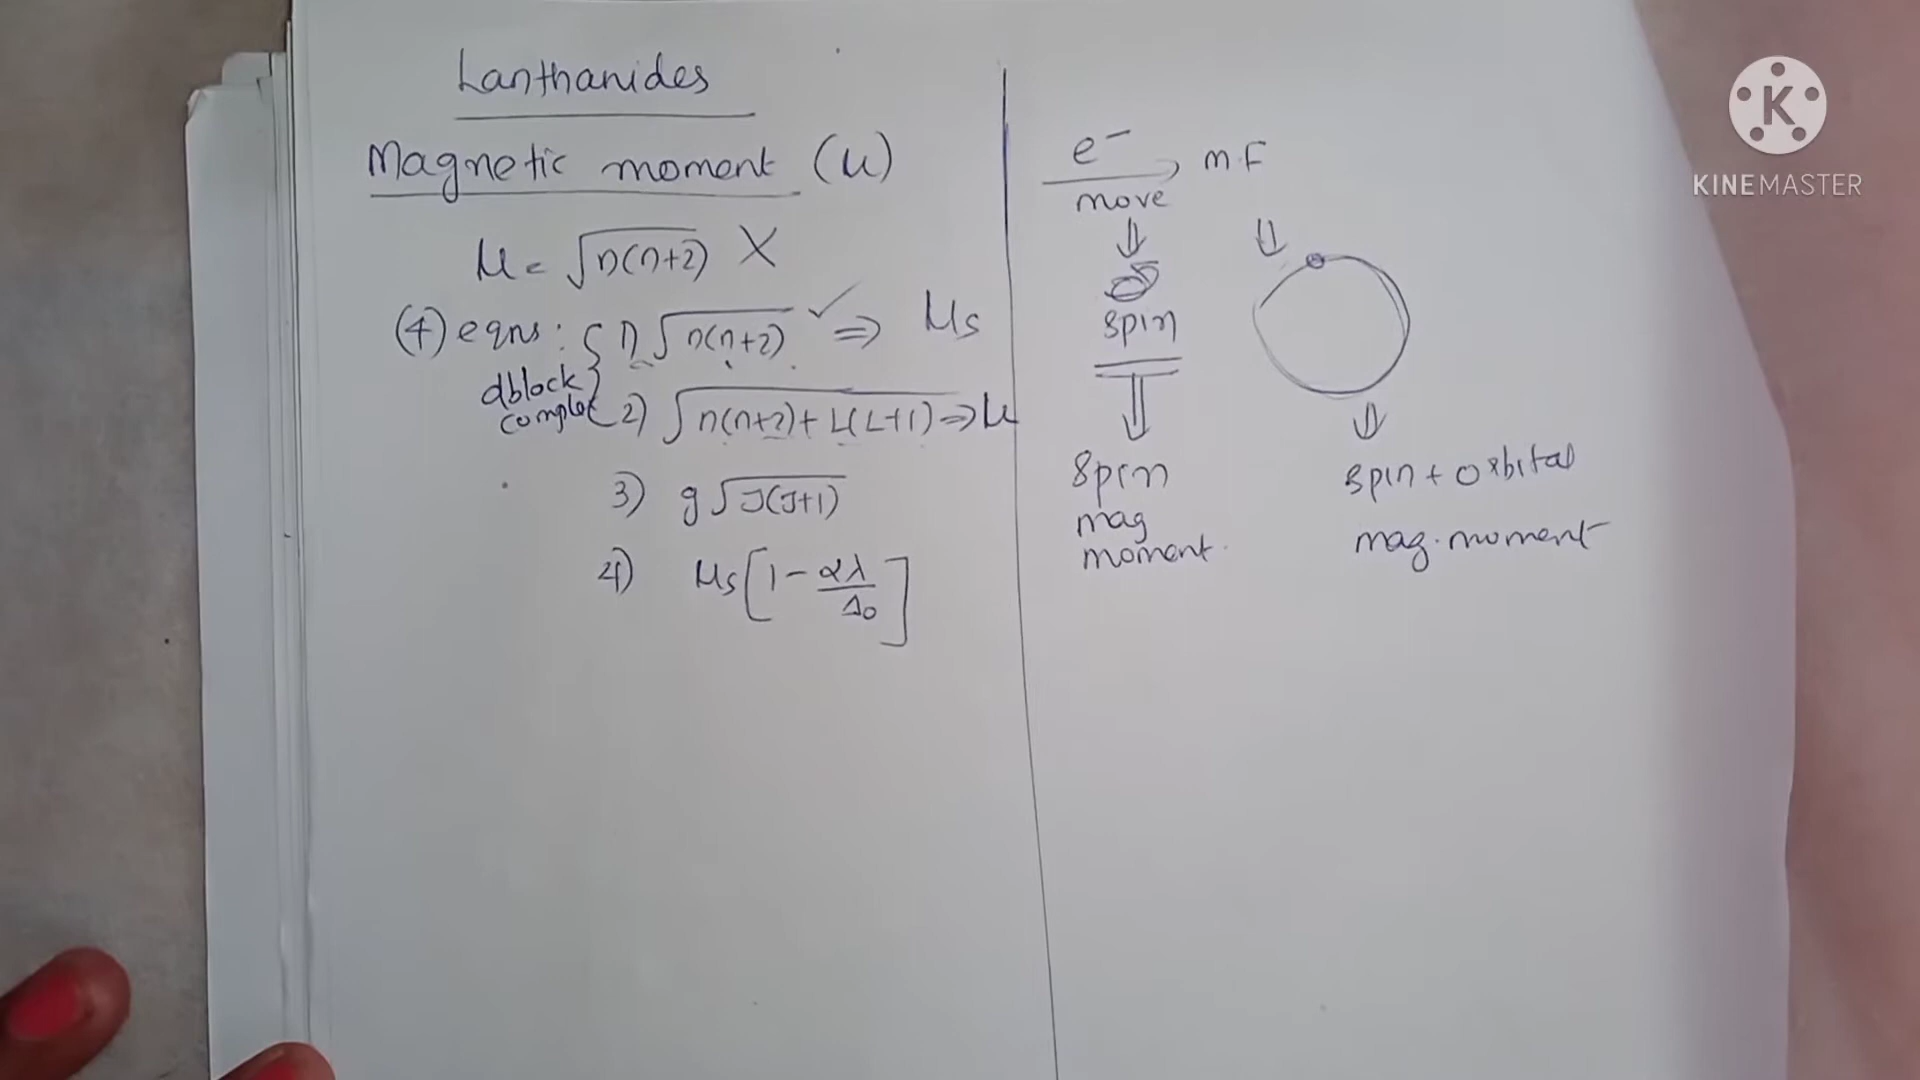 Lanthanides
Magnetic moment (μ)
μ = √n(n+2) X
(4) eqns : { 1) √n(n+2) ✓ ⇒ μs
dblock
complex 2) √n(n+2)+L(L+1) ⇒ μ
3) g√J(J+1)
4) μs[1-αλ/Δo]
e⁻ → M.F
move
⇓ ⇓
spin
⇓ ⇓
spin
mag
moment.
spin + orbital
mag. moment
K
KINEMASTER